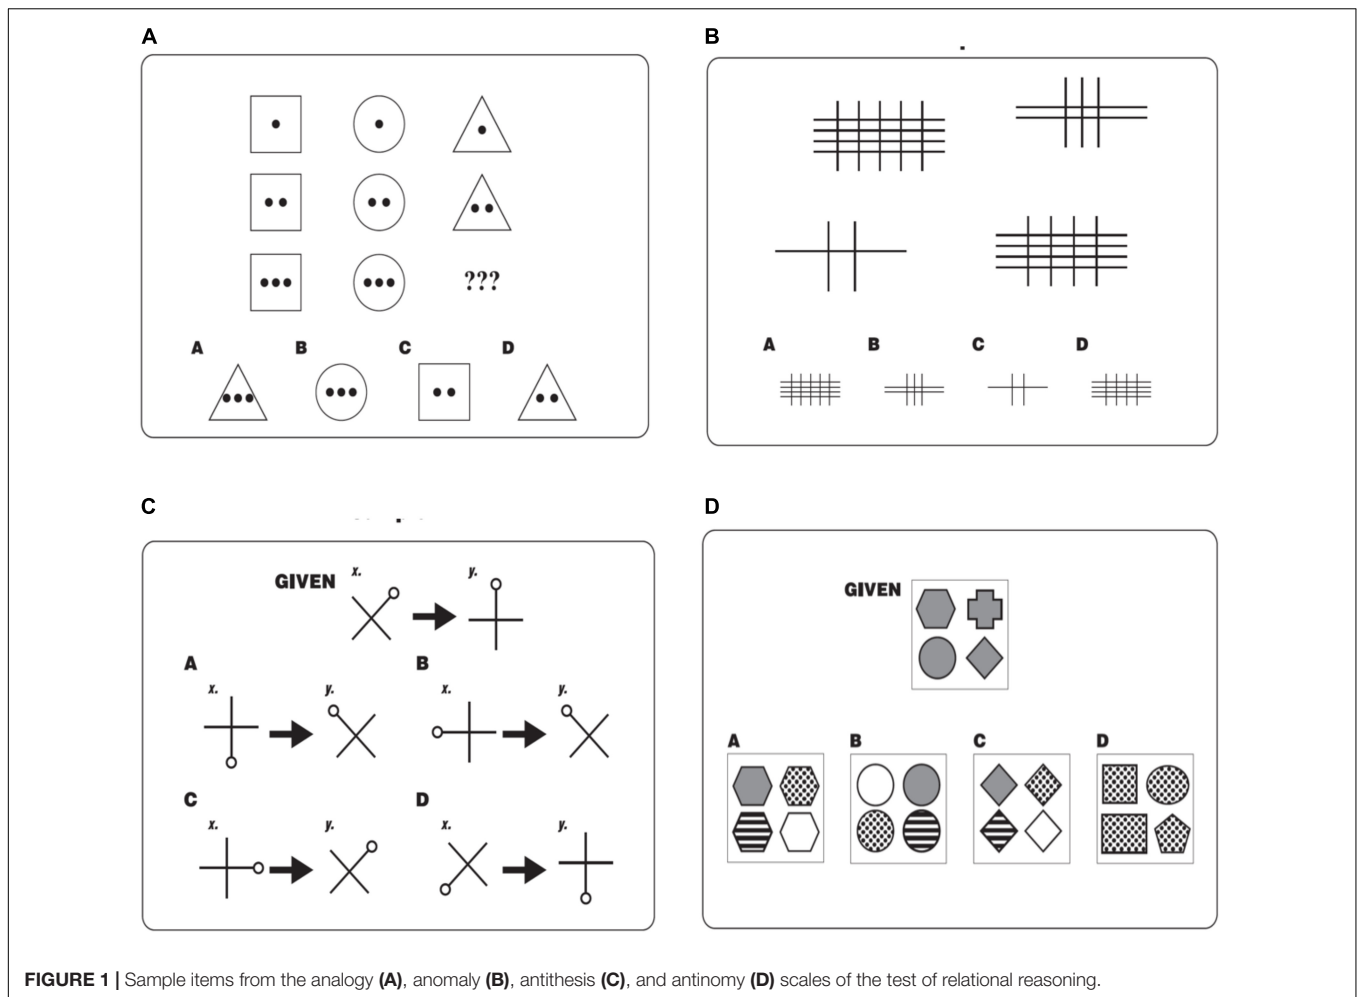 A
B
???
A B C D
A B C D
C
D
GIVEN x. y.
GIVEN
A B
x. y. x. y.
A B C D
C D
x. y. x. y.
FIGURE 1 | Sample items from the analogy (A), anomaly (B), antithesis (C), and antinomy (D) scales of the test of relational reasoning.